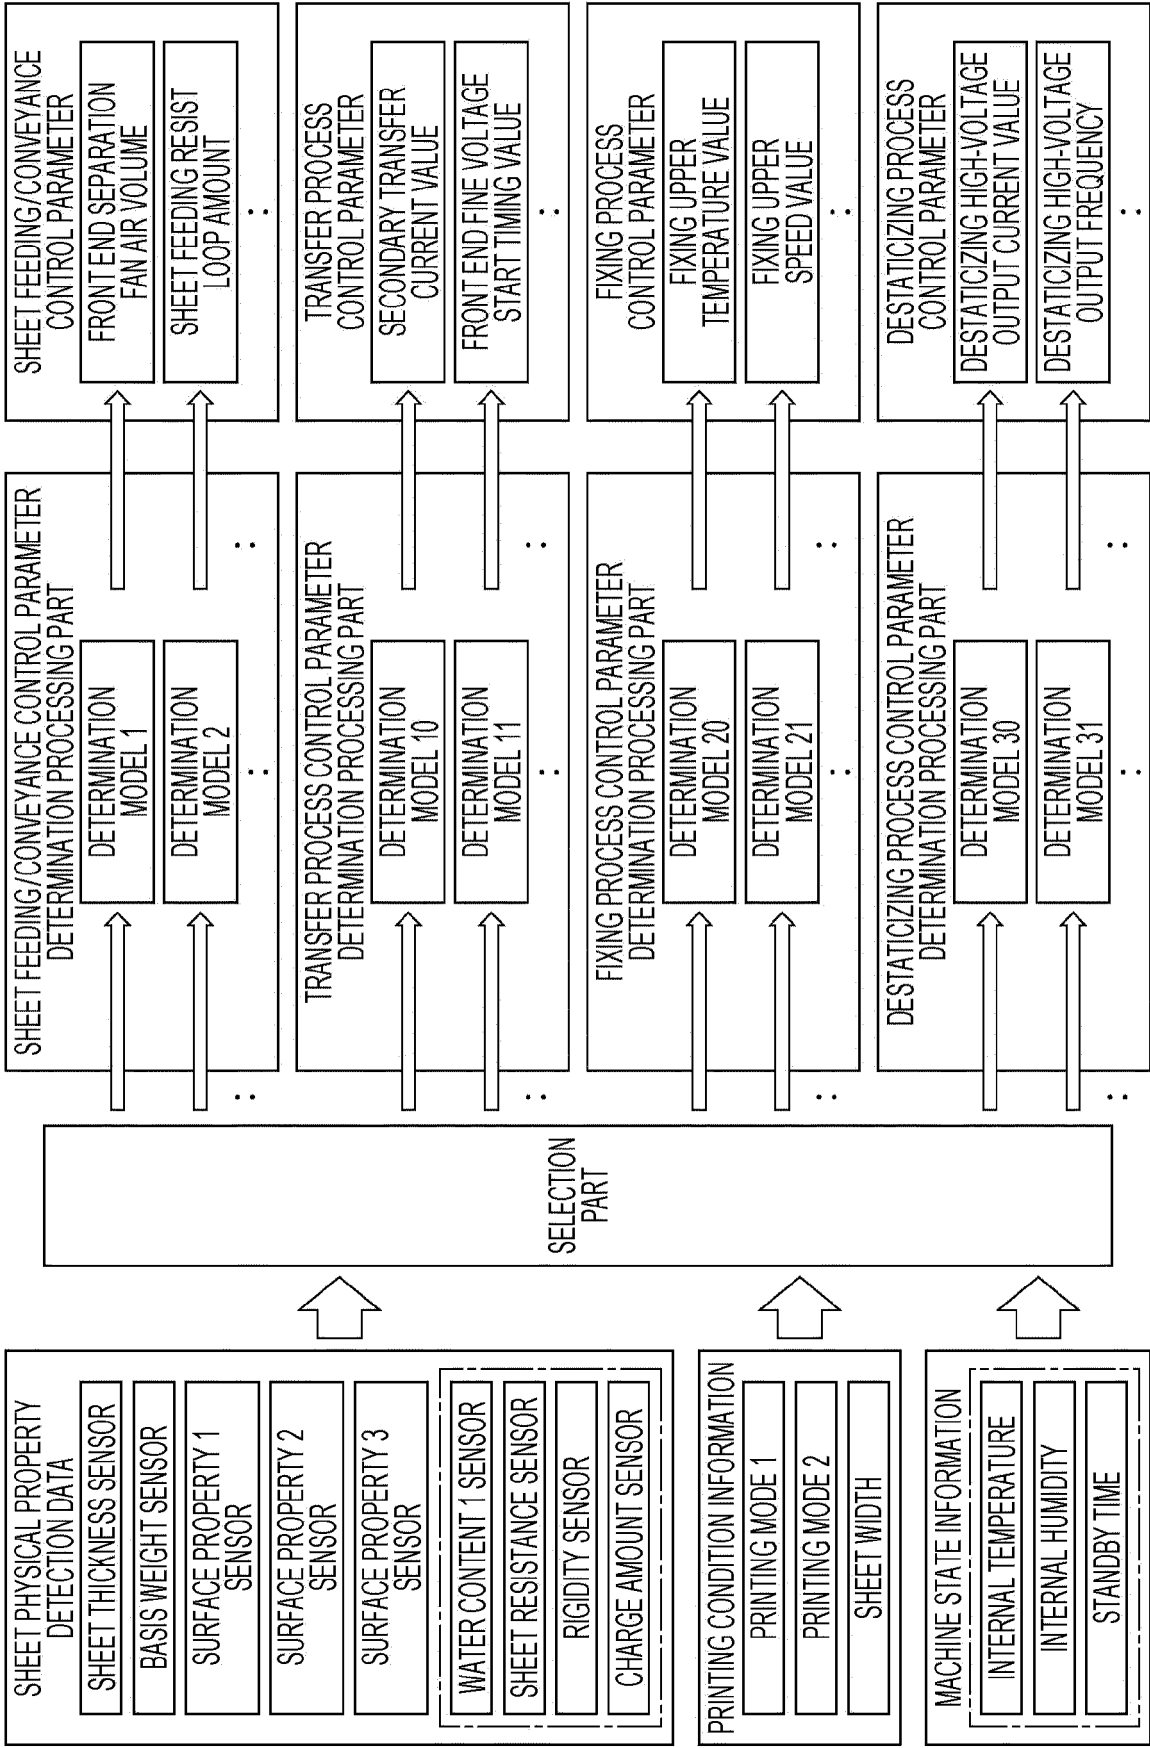 SHEET PHYSICAL PROPERTY
DETECTION DATA
SHEET THICKNESS SENSOR
BASIS WEIGHT SENSOR
SURFACE PROPERTY 1
SENSOR
SURFACE PROPERTY 2
SENSOR
SURFACE PROPERTY 3
SENSOR
WATER CONTENT 1 SENSOR
SHEET RESISTANCE SENSOR
RIGIDITY SENSOR
CHARGE AMOUNT SENSOR
PRINTING CONDITION INFORMATION
PRINTING MODE 1
PRINTING MODE 2
SHEET WIDTH
MACHINE STATE INFORMATION
INTERNAL TEMPERATURE
INTERNAL HUMIDITY
STANDBY TIME
SELECTION
PART
SHEET FEEDING/CONVEYANCE CONTROL PARAMETER
DETERMINATION PROCESSING PART
DETERMINATION
MODEL 1
DETERMINATION
MODEL 2
TRANSFER PROCESS CONTROL PARAMETER
DETERMINATION PROCESSING PART
DETERMINATION
MODEL 10
DETERMINATION
MODEL 11
FIXING PROCESS CONTROL PARAMETER
DETERMINATION PROCESSING PART
DETERMINATION
MODEL 20
DETERMINATION
MODEL 21
DESTATICIZING PROCESS CONTROL PARAMETER
DETERMINATION PROCESSING PART
DETERMINATION
MODEL 30
DETERMINATION
MODEL 31
SHEET FEEDING/CONVEYANCE
CONTROL PARAMETER
FRONT END SEPARATION
FAN AIR VOLUME
SHEET FEEDING RESIST
LOOP AMOUNT
TRANSFER PROCESS
CONTROL PARAMETER
SECONDARY TRANSFER
CURRENT VALUE
FRONT END FINE VOLTAGE
START TIMING VALUE
FIXING PROCESS
CONTROL PARAMETER
FIXING UPPER
TEMPERATURE VALUE
FIXING UPPER
SPEED VALUE
DESTATICIZING PROCESS
CONTROL PARAMETER
DESTATICIZING HIGH-VOLTAGE
OUTPUT CURRENT VALUE
DESTATICIZING HIGH-VOLTAGE
OUTPUT FREQUENCY